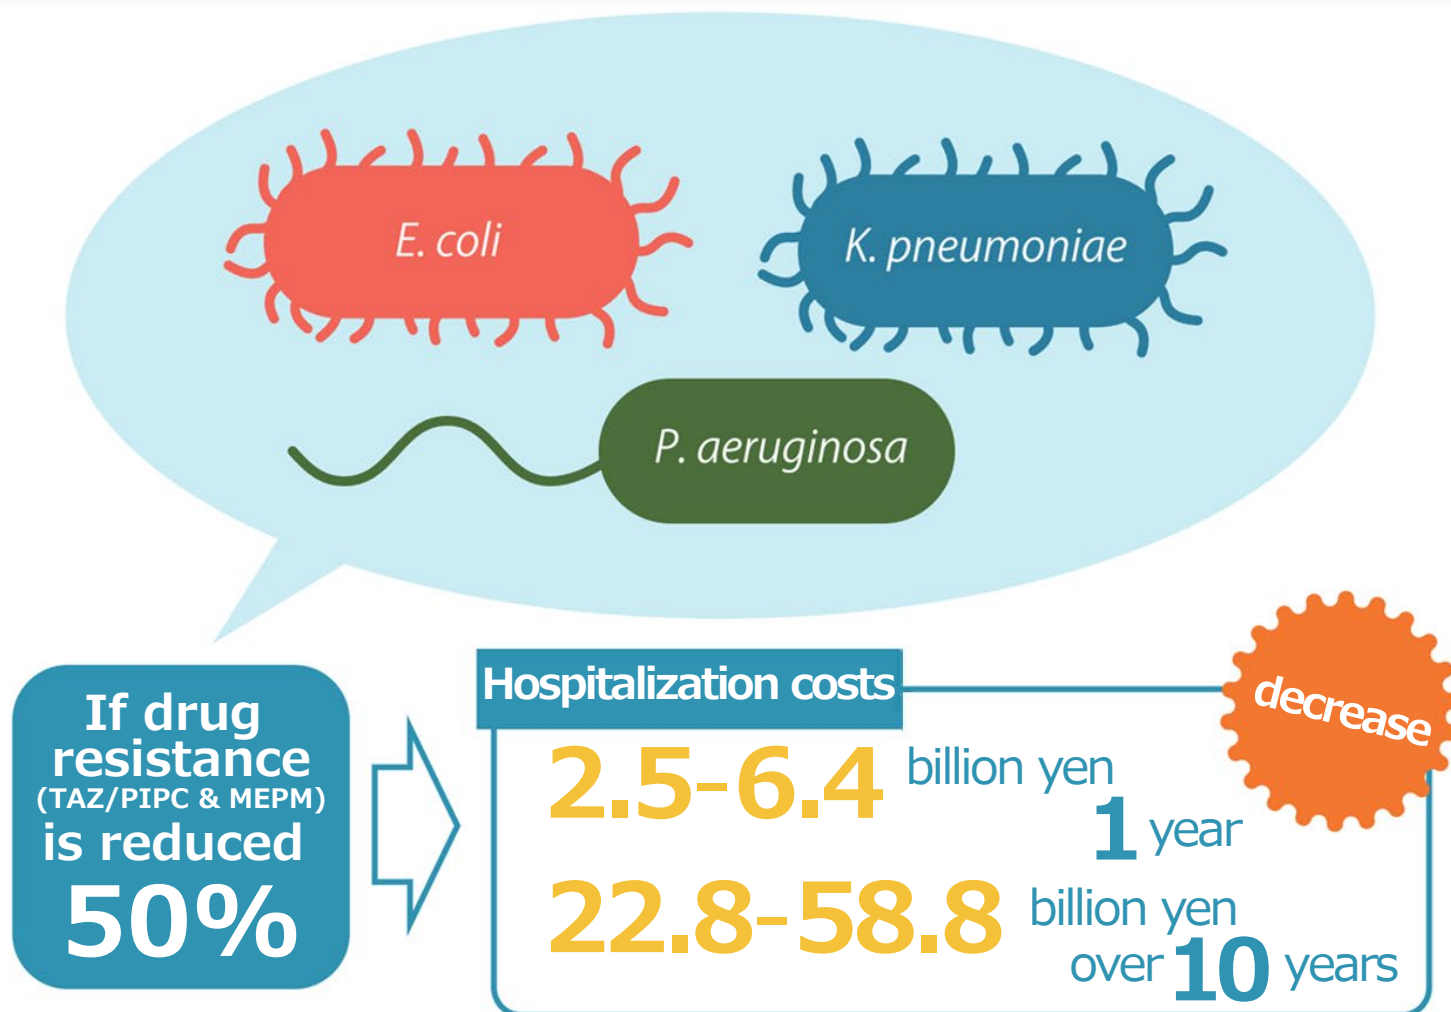 E. coli
K. pneumoniae
P. aeruginosa
If drug
resistance
(TAZ/PIPC & MEPM)
is reduced
50%
Hospitalization costs
decrease
2.5-6.4 billion yen
1 year
22.8-58.8 billion yen
over 10 years